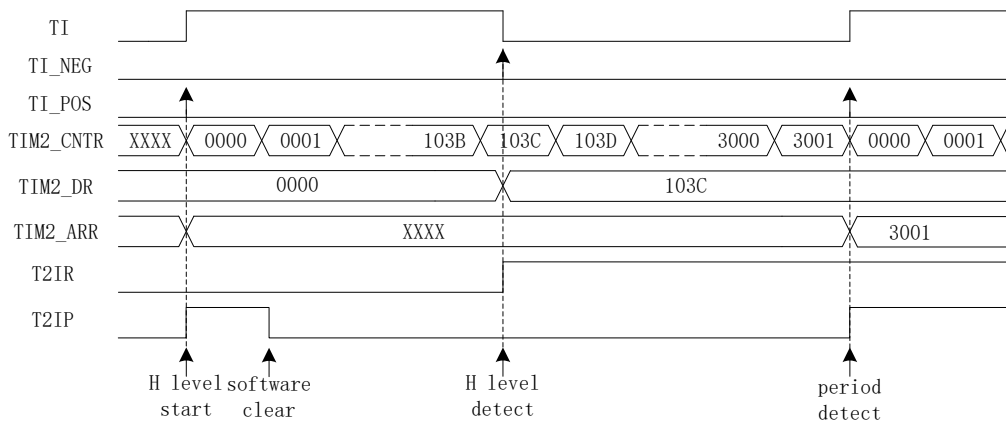 TI
TI_NEG
TI_POS
TIM2_CNTR XXXX 0000 0001 103B 103C 103D 3000 3001 0000 0001
TIM2_DR 0000 103C
TIM2_ARR XXXX 3001
T2IR
T2IP
H level software H level period
start clear detect detect